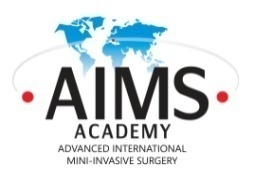 • AIMS •
ACADEMY
ADVANCED INTERNATIONAL
MINI-INVASIVE SURGERY